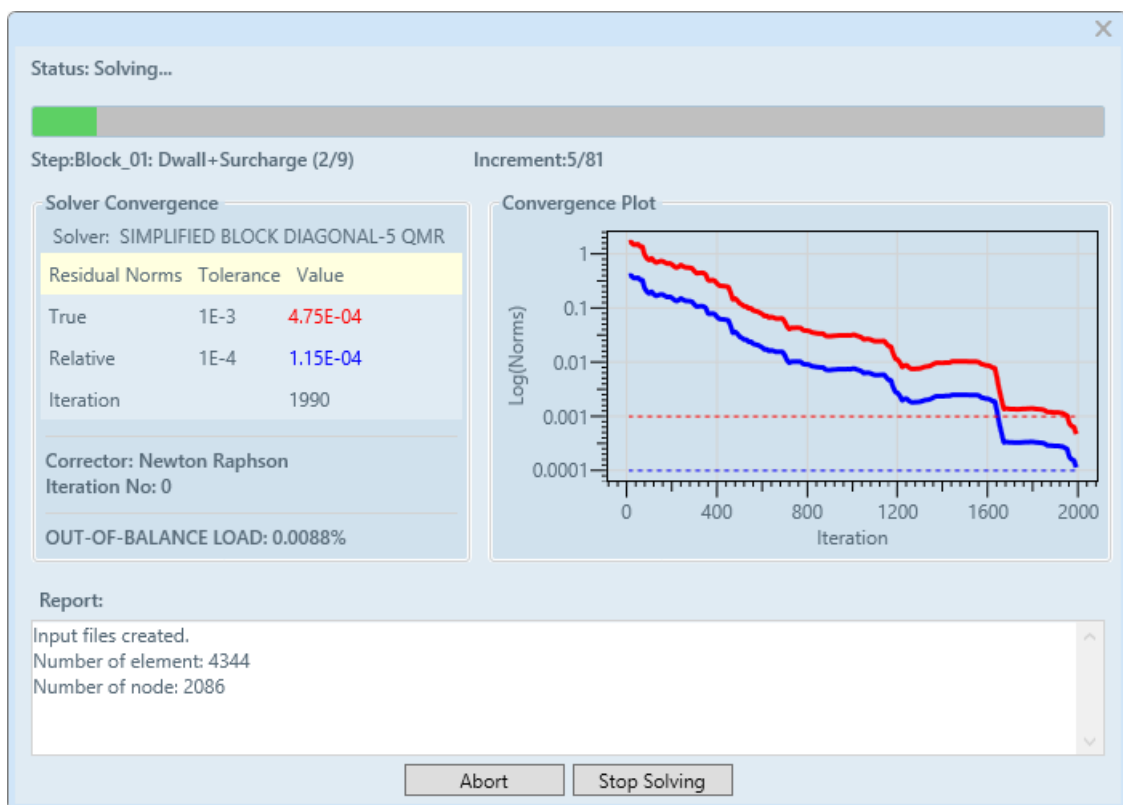 Status: Solving...
Step:Block_01: Dwall+Surcharge (2/9) Increment:5/81
Solver Convergence
Solver: SIMPLIFIED BLOCK DIAGONAL-5 QMR
Residual Norms Tolerance Value
True 1E-3 4.75E-04
Relative 1E-4 1.15E-04
Iteration 1990
Corrector: Newton Raphson
Iteration No: 0
OUT-OF-BALANCE LOAD: 0.0088%
Convergence Plot
Log(Norms)
1
0.1
0.01
0.001
0.0001
0 400 800 1200 1600 2000
Iteration
Report:
Input files created.
Number of element: 4344
Number of node: 2086
Abort Stop Solving